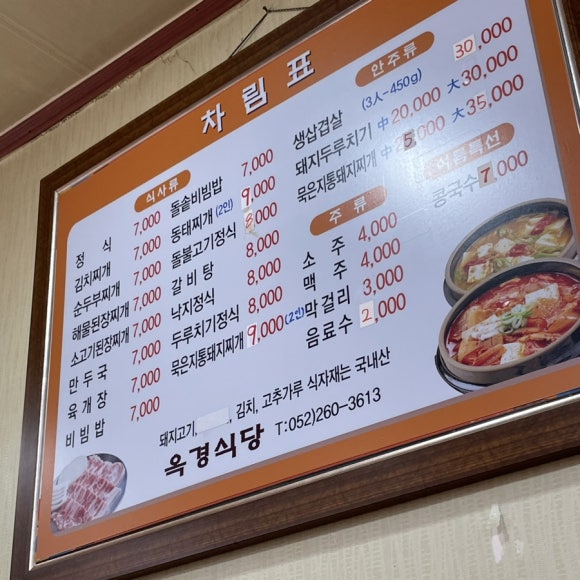 차림표
식사류
정식 7,000
김치찌개 7,000
순두부찌개 7,000
해물된장찌개 7,000
소고기된장찌개 7,000
만두국 7,000
육개장 7,000
비빔밥 7,000
돌솥비빔밥 7,000
동태찌개 (2인) 9,000
돌불고기정식 8,000
갈비탕 8,000
낙지정식 8,000
두루치기정식 8,000
묵은지통돼지찌개 (2인) 9,000
안주류
생삼겹살 (3人-450g) 30,000
돼지두루치기 中 20,000 大 30,000
묵은지통돼지찌개 中 25,000 大 35,000
주류
소주 4,000
맥주 4,000
막걸리 3,000
음료수 2,000
여름특선
콩국수 7,000
돼지고기, , 김치, 고추가루 식자재는 국내산
옥경식당 T:052)260-3613